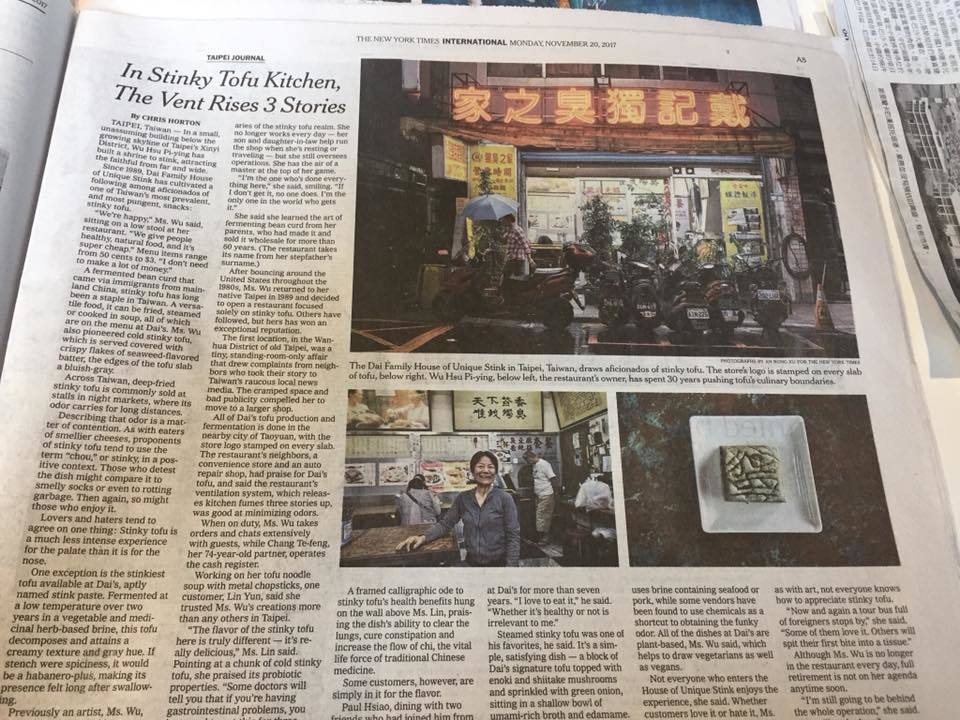 THE NEW YORK TIMES INTERNATIONAL MONDAY, NOVEMBER 20, 2017
A5
TAIPEI JOURNAL
In Stinky Tofu Kitchen,
The Vent Rises 3 Stories
By CHRIS HORTON
TAIPEI, Taiwan — In a small,
unassuming building below the
growing skyline of Taipei's Xinyi
District, Wu Hsu Pi-ying has
built a shrine to stink, attracting
the faithful from far and wide.
Since 1989, Dai Family House
of Unique Stink has cultivated a
following among aficionados of
one of Taiwan's most prevalent,
and most pungent, snacks:
stinky tofu.
"We're happy," Ms. Wu said,
sitting on a low stool at her
restaurant. "We give people
healthy, natural food, and it's
super cheap." Menu items range
from 50 cents to $3. "I don't need
to make a lot of money."
A fermented bean curd that
came via immigrants from main-
land China, stinky tofu has long
been a staple in Taiwan. A versa-
tile food, it can be fried, steamed
or cooked in soup, all of which
are on the menu at Dai's. Ms. Wu
also pioneered cold stinky tofu,
which is served covered with
crispy flakes of seaweed-flavored
batter, the edges of the tofu slab
a bluish-gray.
Across Taiwan, deep-fried
stinky tofu is commonly sold at
stalls in night markets, where its
odor carries for long distances.
Describing that odor is a mat-
ter of contention. As with eaters
of smellier cheeses, proponents
of stinky tofu tend to use the
term "chou," or stinky, in a po-
sitive context. Those who detest
the dish might compare it to
smelly socks or even to rotting
garbage. Then again, so might
those who enjoy it.
Lovers and haters tend to
agree on one thing: Stinky tofu is
a much less intense experience
for the palate than it is for the
nose.
One exception is the stinkiest
tofu available at Dai's, aptly
named stink paste. Fermented at
a low temperature over two
years in a vegetable and medi-
cinal herb-based brine, this tofu
decomposes and attains a
creamy texture and gray hue. If
stench were spiciness, it would
be a habanero-plus, making its
presence felt long after swallow-
ing.
Previously an artist, Ms. Wu,
aries of the stinky tofu realm. She
no longer works every day — her
son and daughter-in-law help run
the shop when she's resting or
traveling — but she still oversees
operations. She has the air of a
master at the top of her game.
"I'm the one who's done every-
thing here," she said, smiling. "If
I don't get it, no one does. I'm the
only one in the world who gets
it."
She said she learned the art of
fermenting bean curd from her
parents, who had made it and
sold it wholesale for more than
60 years. (The restaurant takes
its name from her stepfather's
surname.)
After bouncing around the
United States throughout the
1980s, Ms. Wu returned to her
native Taipei in 1989 and decided
to open a restaurant focused
solely on stinky tofu. Others have
followed, but hers has won an
exceptional reputation.
The first location, in the Wan-
hua District of old Taipei, was a
tiny, standing-room-only affair
that drew complaints from neigh-
bors who took their story to
Taiwan's raucous local news
media. The cramped space and
bad publicity compelled her to
move to a larger shop.
All of Dai's tofu production and
fermentation is done in the
nearby city of Taoyuan, with the
store logo stamped on every slab.
The restaurant's neighbors, a
convenience store and an auto
repair shop, had praise for Dai's
tofu, and said the restaurant's
ventilation system, which releas-
es kitchen fumes three stories up,
was good at minimizing odors.
When on duty, Ms. Wu takes
orders and chats extensively
with guests, while Chang Te-feng,
her 74-year-old partner, operates
the cash register.
Working on her tofu noodle
soup with metal chopsticks, one
customer, Lin Yun, said she
trusted Ms. Wu's creations more
than any others in Taipei.
"The flavor of the stinky tofu
here is truly different — it's re-
ally delicious," Ms. Lin said.
Pointing at a chunk of cold stinky
tofu, she praised its probiotic
properties. "Some doctors will
tell you that if you're having
gastrointestinal problems, you
家之臭獨記戴
PHOTOGRAPHS BY AN RONG XU FOR THE NEW YORK TIMES
The Dai Family House of Unique Stink in Taipei, Taiwan, draws aficionados of stinky tofu. The store's logo is stamped on every slab
of tofu, below right. Wu Hsu Pi-ying, below left, the restaurant's owner, has spent 30 years pushing tofu's culinary boundaries.
A framed calligraphic ode to
stinky tofu's health benefits hung
on the wall above Ms. Lin, prais-
ing the dish's ability to clear the
lungs, cure constipation and
increase the flow of chi, the vital
life force of traditional Chinese
medicine.
Some customers, however, are
simply in it for the flavor.
Paul Hsiao, dining with two
friends who had joined him from
at Dai's for more than seven
years. "I love to eat it," he said.
"Whether it's healthy or not is
irrelevant to me."
Steamed stinky tofu was one of
his favorites, he said. It's a sim-
ple, satisfying dish — a block of
Dai's signature tofu topped with
enoki and shiitake mushrooms
and sprinkled with green onion,
sitting in a shallow bowl of
umami-rich broth and edamame.
uses brine containing seafood or
pork, while some vendors have
been found to use chemicals as a
shortcut to obtaining the funky
odor. All of the dishes at Dai's are
plant-based, Ms. Wu said, which
helps to draw vegetarians as well
as vegans.
Not everyone who enters the
House of Unique Stink enjoys the
experience, she said. Whether
customers love it or hate it, Ms.
as with art, not everyone knows
how to appreciate stinky tofu.
"Now and again a tour bus full
of foreigners stops by," she said.
"Some of them love it. Others will
spit their first bite into a tissue."
Although Ms. Wu is no longer
in the restaurant every day, full
retirement is not on her agenda
anytime soon.
"I'm still going to be behind
the whole operation," she said.